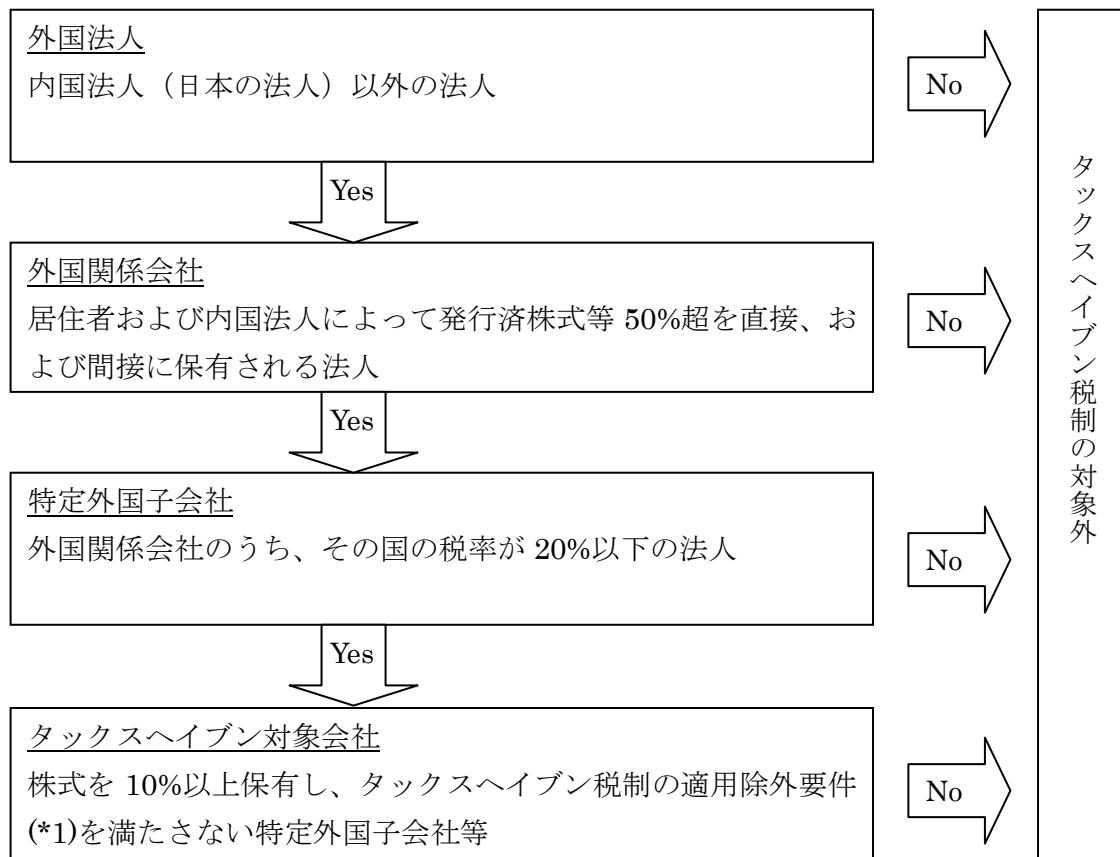 外国法人
内国法人（日本の法人）以外の法人
No
Yes
外国関係会社
居住者および内国法人によって発行済株式等 50%超を直接、お
よび間接に保有される法人
No
Yes
特定外国子会社
外国関係会社のうち、その国の税率が 20%以下の法人
No
Yes
タックスヘイブン対象会社
株式を 10%以上保有し、タックスヘイブン税制の適用除外要件
(*1)を満たさない特定外国子会社等
No
タックスヘイブン税制の対象外